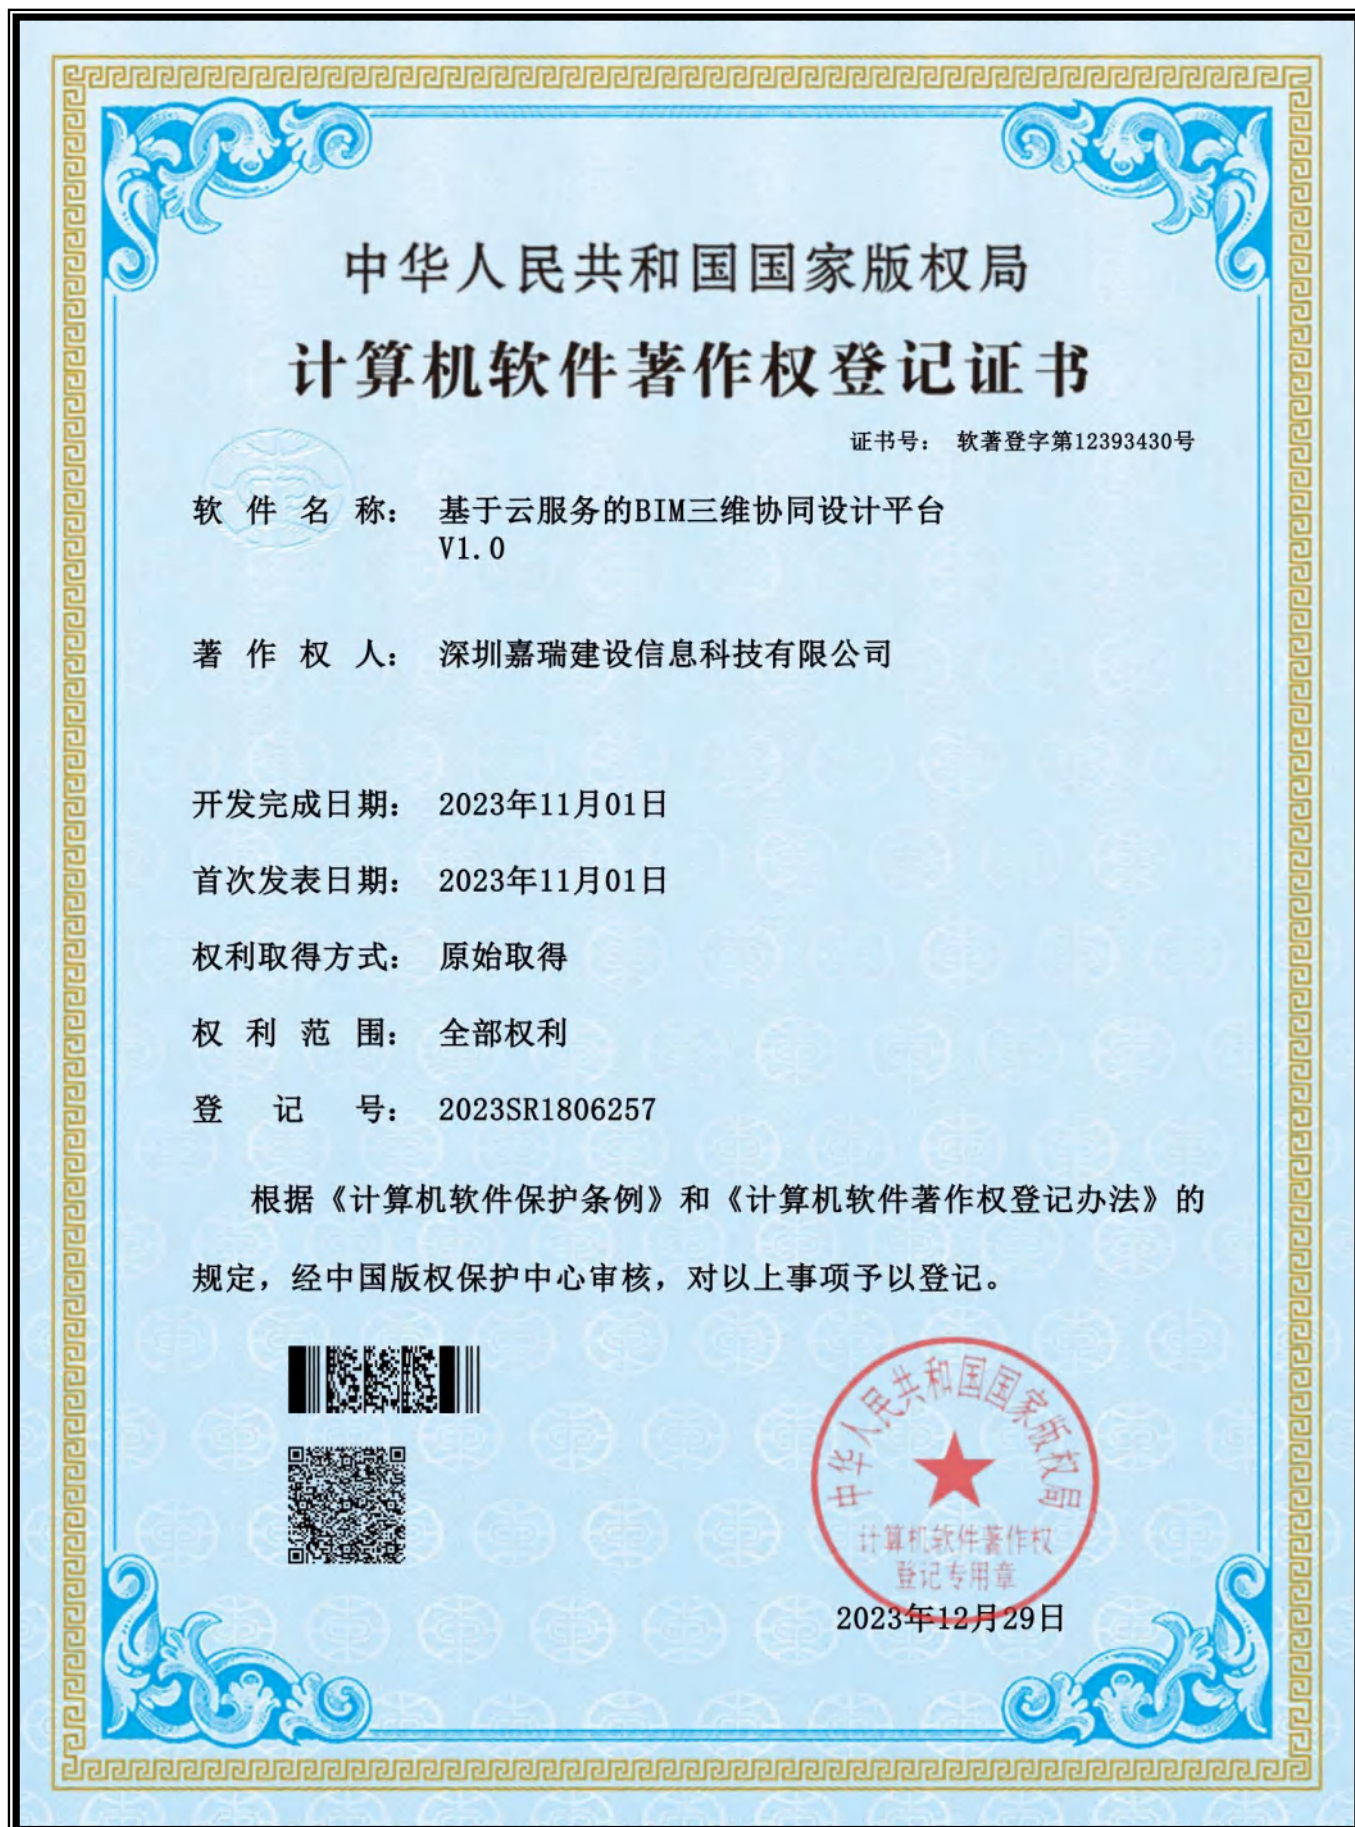 中华人民共和国国家版权局
计算机软件著作权登记证书
证书号： 软著登字第12393430号
软件名称： 基于云服务的BIM三维协同设计平台
V1.0
著作权人： 深圳嘉瑞建设信息科技有限公司
开发完成日期： 2023年11月01日
首次发表日期： 2023年11月01日
权利取得方式： 原始取得
权利范围： 全部权利
登记号： 2023SR1806257
根据《计算机软件保护条例》和《计算机软件著作权登记办法》的
规定，经中国版权保护中心审核，对以上事项予以登记。
中华人民共和国国家版权局
计算机软件著作权
登记专用章
2023年12月29日